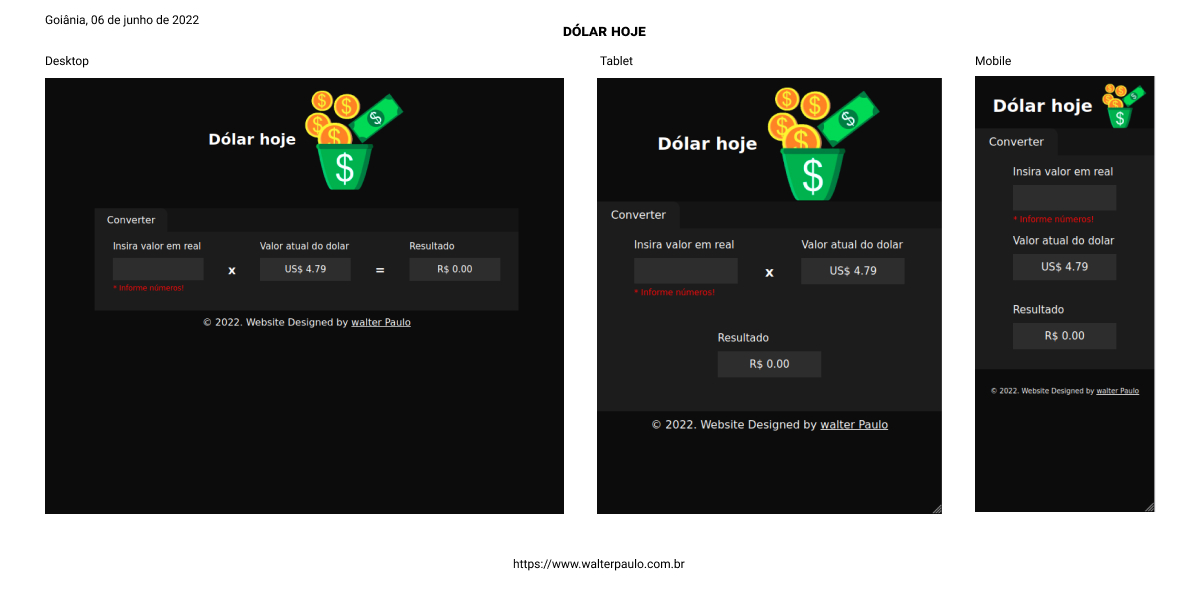 Goiânia, 06 de junho de 2022
DÓLAR HOJE
Desktop
Dólar hoje
$
$
$
$
$
$
Converter
Insira valor em real
Valor atual do dolar
Resultado
x
US$ 4.79
=
R$ 0.00
* Informe números!
© 2022. Website Designed by walter Paulo
Tablet
Dólar hoje
$
$
$
$
$
$
Converter
Insira valor em real
Valor atual do dolar
x
US$ 4.79
* Informe números!
Resultado
R$ 0.00
© 2022. Website Designed by walter Paulo
Mobile
Dólar hoje
$
$
$
$
$
$
Converter
Insira valor em real
* Informe números!
Valor atual do dolar
US$ 4.79
Resultado
R$ 0.00
© 2022. Website Designed by walter Paulo
https://www.walterpaulo.com.br